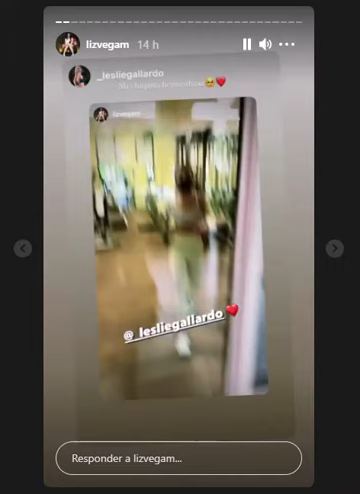 lizvegam 14 h
_lesliegallardo
lizvegam
@_lesliegallardo
Responder a lizvegam...